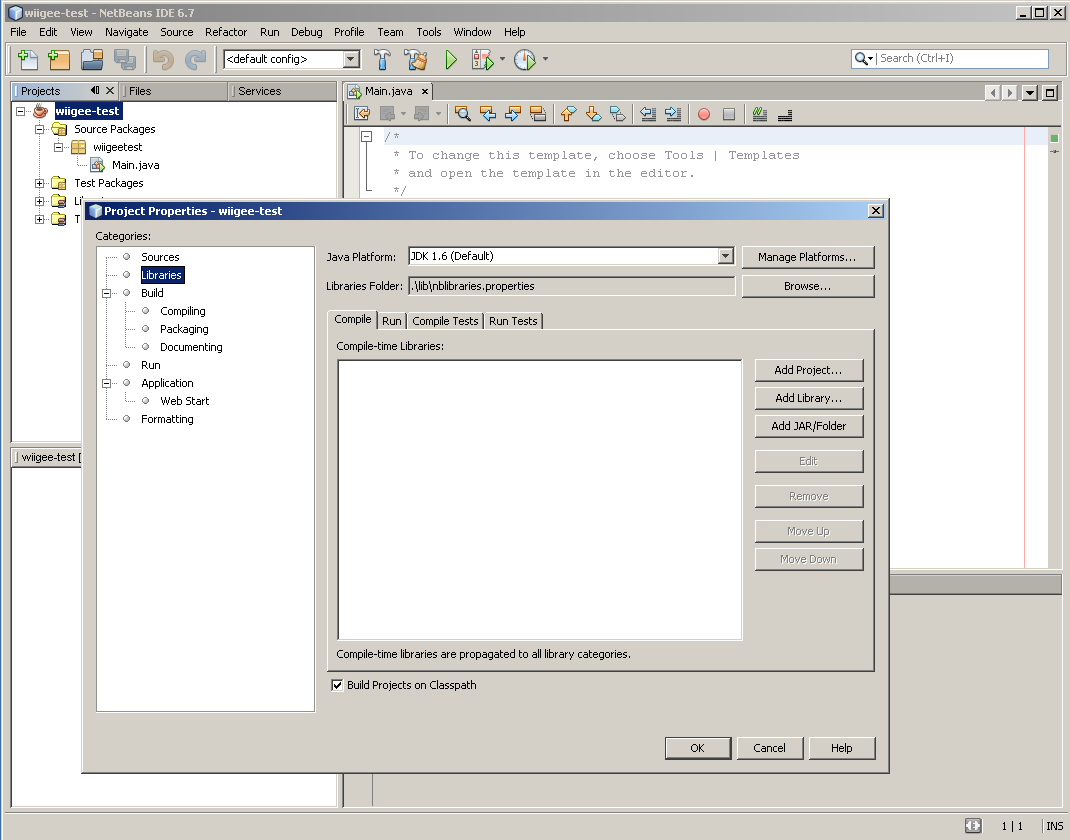 wiigee-test - NetBeans IDE 6.7
File Edit View Navigate Source Refactor Run Debug Profile Team Tools Window Help
<default config>
Search (Ctrl+I)
Projects Files Services
Main.java
wiigee-test
Source Packages
wiigeetest
Main.java
Test Packages
/*
* To change this template, choose Tools | Templates
* and open the template in the editor.
*/
Project Properties - wiigee-test
Categories:
Sources
Libraries
Build
Compiling
Packaging
Documenting
Run
Application
Web Start
Formatting
Java Platform: JDK 1.6 (Default) Manage Platforms...
Libraries Folder: .\lib\nblibraries.properties Browse...
Compile Run Compile Tests Run Tests
Compile-time Libraries:
Add Project...
Add Library...
Add JAR/Folder
Edit
Remove
Move Up
Move Down
Compile-time libraries are propagated to all library categories.
Build Projects on Classpath
OK Cancel Help
wiigee-test [
1 | 1 INS